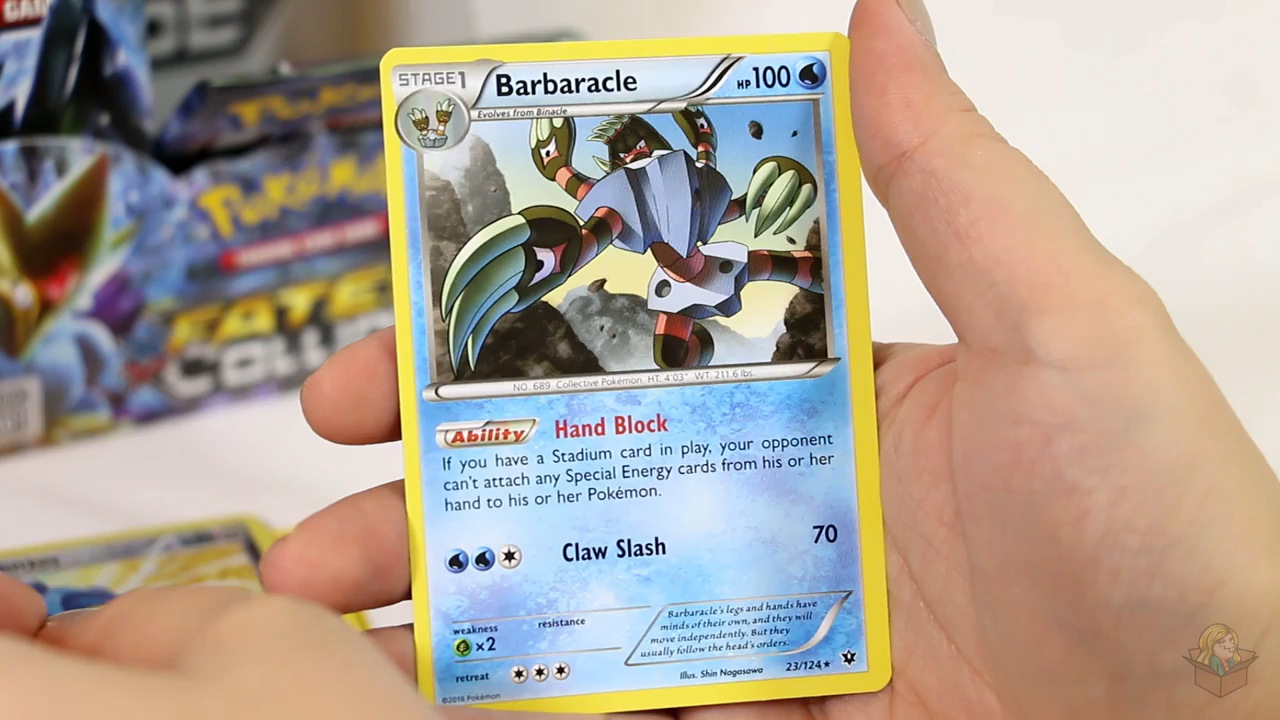 STAGE1
Barbaracle
HP100
Evolves from Binacle
NO. 689 Collective Pokémon HT: 4'03" WT: 211.6 lbs.
Ability Hand Block
If you have a Stadium card in play, your opponent
can't attach any Special Energy cards from his or her
hand to his or her Pokémon.
Claw Slash 70
weakness resistance
×2
retreat
Barbaracle's legs and hands have
minds of their own, and they will
move independently. But they
usually follow the head's orders.
Illus. Shin Nagasawa 23/124★
©2016 Pokémon
Pokémon
FATES